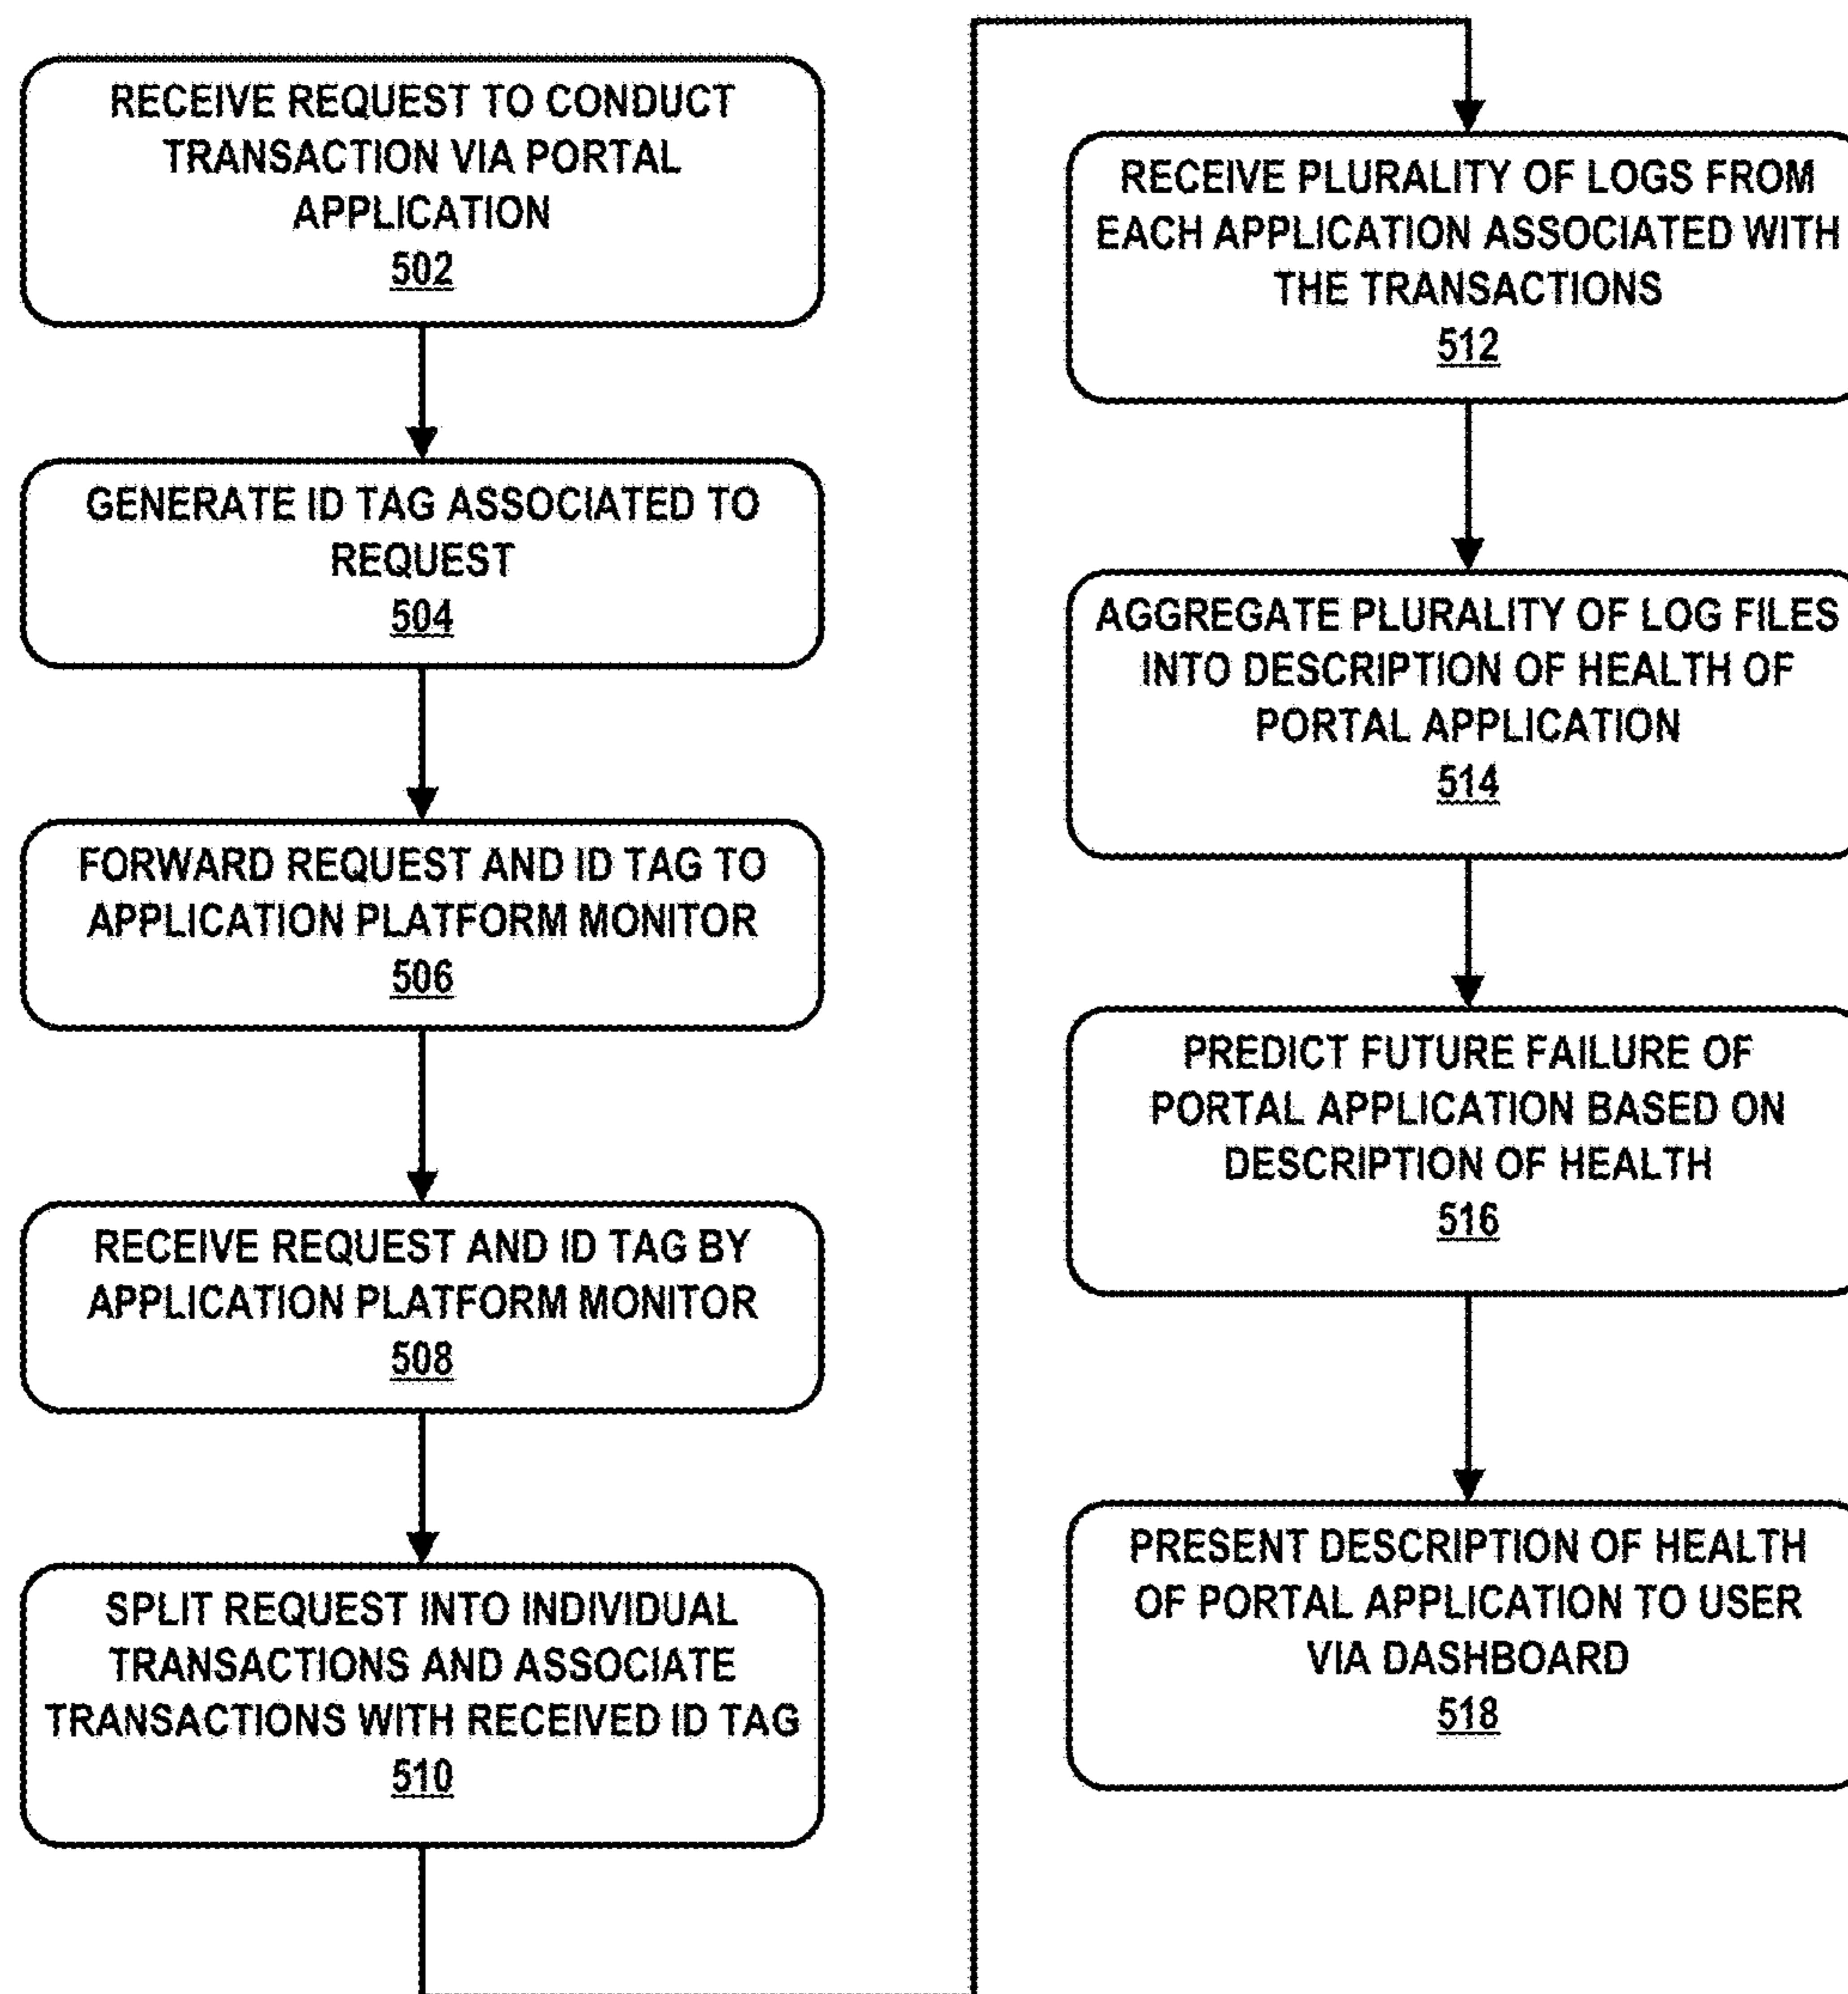 RECEIVE REQUEST TO CONDUCT
TRANSACTION VIA PORTAL
APPLICATION
502
GENERATE ID TAG ASSOCIATED TO
REQUEST
504
FORWARD REQUEST AND ID TAG TO
APPLICATION PLATFORM MONITOR
506
RECEIVE REQUEST AND ID TAG BY
APPLICATION PLATFORM MONITOR
508
SPLIT REQUEST INTO INDIVIDUAL
TRANSACTIONS AND ASSOCIATE
TRANSACTIONS WITH RECEIVED ID TAG
510
RECEIVE PLURALITY OF LOGS FROM
EACH APPLICATION ASSOCIATED WITH
THE TRANSACTIONS
512
AGGREGATE PLURALITY OF LOG FILES
INTO DESCRIPTION OF HEALTH OF
PORTAL APPLICATION
514
PREDICT FUTURE FAILURE OF
PORTAL APPLICATION BASED ON
DESCRIPTION OF HEALTH
516
PRESENT DESCRIPTION OF HEALTH
OF PORTAL APPLICATION TO USER
VIA DASHBOARD
518